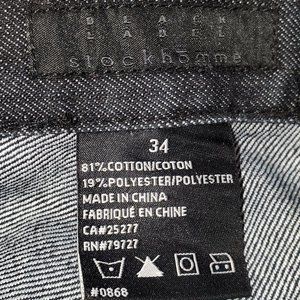 BLACK
LABEL
stockhömme
34
81%COTTON/COTON
19%POLYESTER/POLYESTER
MADE IN CHINA
FABRIQUÉ EN CHINE
CA#25277
RN#79727
#0868